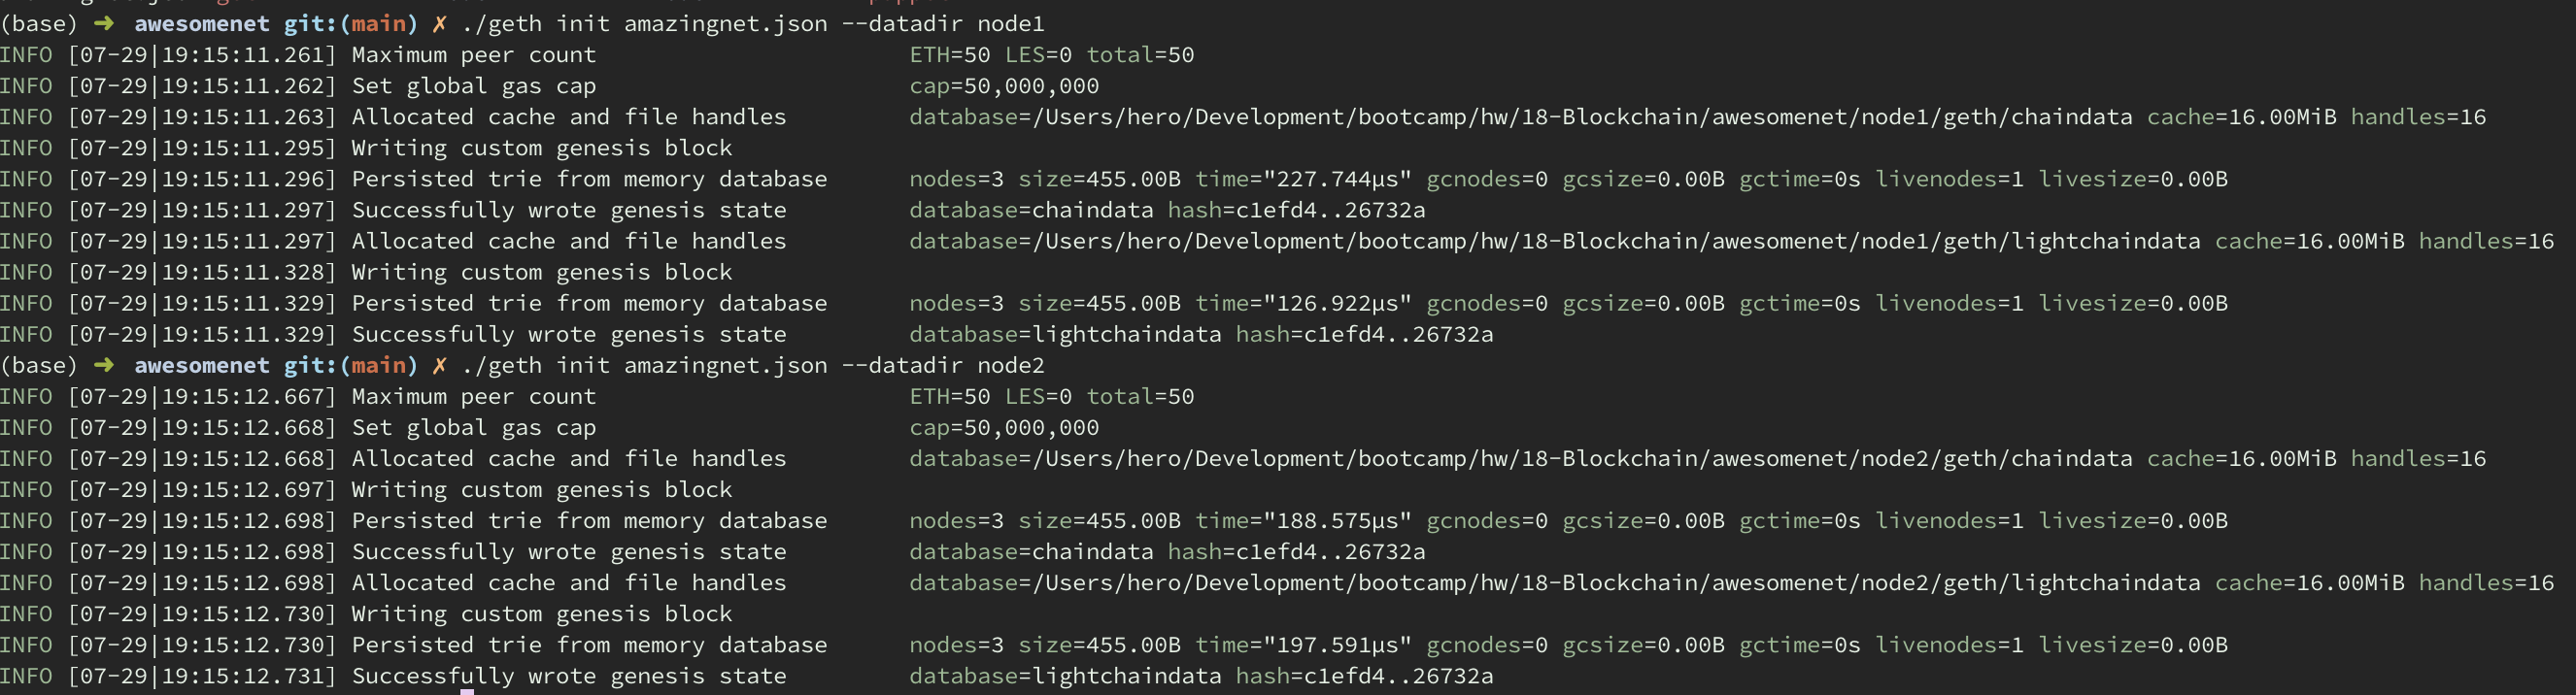 (base) ➜ awesomenet git:(main) ✗ ./geth init amazingnet.json --datadir node1
INFO [07-29|19:15:11.261] Maximum peer count ETH=50 LES=0 total=50
INFO [07-29|19:15:11.262] Set global gas cap cap=50,000,000
INFO [07-29|19:15:11.263] Allocated cache and file handles database=/Users/hero/Development/bootcamp/hw/18-Blockchain/awesomenet/node1/geth/chaindata cache=16.00MiB handles=16
INFO [07-29|19:15:11.295] Writing custom genesis block
INFO [07-29|19:15:11.296] Persisted trie from memory database nodes=3 size=455.00B time="227.744µs" gcnodes=0 gcsize=0.00B gctime=0s livenodes=1 livesize=0.00B
INFO [07-29|19:15:11.297] Successfully wrote genesis state database=chaindata hash=c1efd4..26732a
INFO [07-29|19:15:11.297] Allocated cache and file handles database=/Users/hero/Development/bootcamp/hw/18-Blockchain/awesomenet/node1/geth/lightchaindata cache=16.00MiB handles=16
INFO [07-29|19:15:11.328] Writing custom genesis block
INFO [07-29|19:15:11.329] Persisted trie from memory database nodes=3 size=455.00B time="126.922µs" gcnodes=0 gcsize=0.00B gctime=0s livenodes=1 livesize=0.00B
INFO [07-29|19:15:11.329] Successfully wrote genesis state database=lightchaindata hash=c1efd4..26732a
(base) ➜ awesomenet git:(main) ✗ ./geth init amazingnet.json --datadir node2
INFO [07-29|19:15:12.667] Maximum peer count ETH=50 LES=0 total=50
INFO [07-29|19:15:12.668] Set global gas cap cap=50,000,000
INFO [07-29|19:15:12.668] Allocated cache and file handles database=/Users/hero/Development/bootcamp/hw/18-Blockchain/awesomenet/node2/geth/chaindata cache=16.00MiB handles=16
INFO [07-29|19:15:12.697] Writing custom genesis block
INFO [07-29|19:15:12.698] Persisted trie from memory database nodes=3 size=455.00B time="188.575µs" gcnodes=0 gcsize=0.00B gctime=0s livenodes=1 livesize=0.00B
INFO [07-29|19:15:12.698] Successfully wrote genesis state database=chaindata hash=c1efd4..26732a
INFO [07-29|19:15:12.698] Allocated cache and file handles database=/Users/hero/Development/bootcamp/hw/18-Blockchain/awesomenet/node2/geth/lightchaindata cache=16.00MiB handles=16
INFO [07-29|19:15:12.730] Writing custom genesis block
INFO [07-29|19:15:12.730] Persisted trie from memory database nodes=3 size=455.00B time="197.591µs" gcnodes=0 gcsize=0.00B gctime=0s livenodes=1 livesize=0.00B
INFO [07-29|19:15:12.731] Successfully wrote genesis state database=lightchaindata hash=c1efd4..26732a